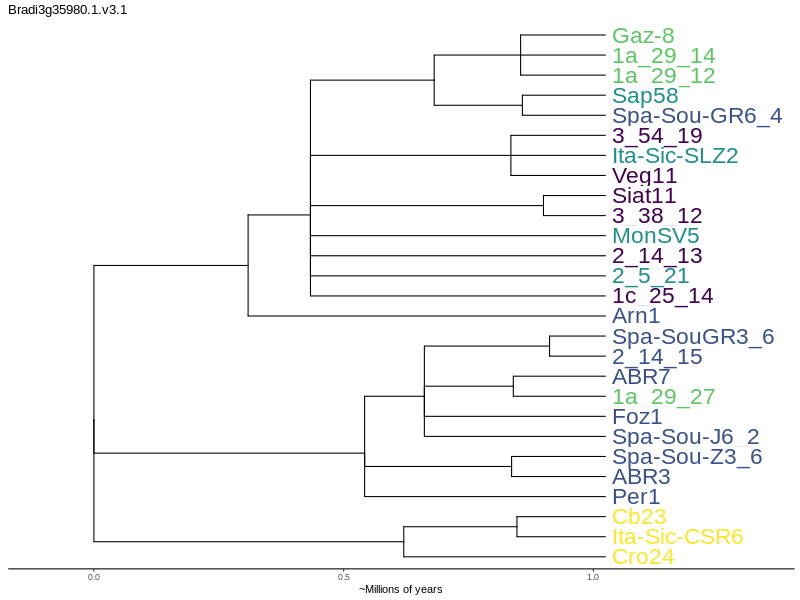 Bradi3g35980.1.v3.1
Gaz-8
1a_29_14
1a_29_12
Sap58
Spa-Sou-GR6_4
3_54_19
Ita-Sic-SLZ2
Veg11
Siat11
3_38_12
MonSV5
2_14_13
2_5_21
1c_25_14
Arn1
Spa-SouGR3_6
2_14_15
ABR7
1a_29_27
Foz1
Spa-Sou-J6_2
Spa-Sou-Z3_6
ABR3
Per1
Cb23
Ita-Sic-CSR6
Cro24
0.0 0.5 1.0
~Millions of years